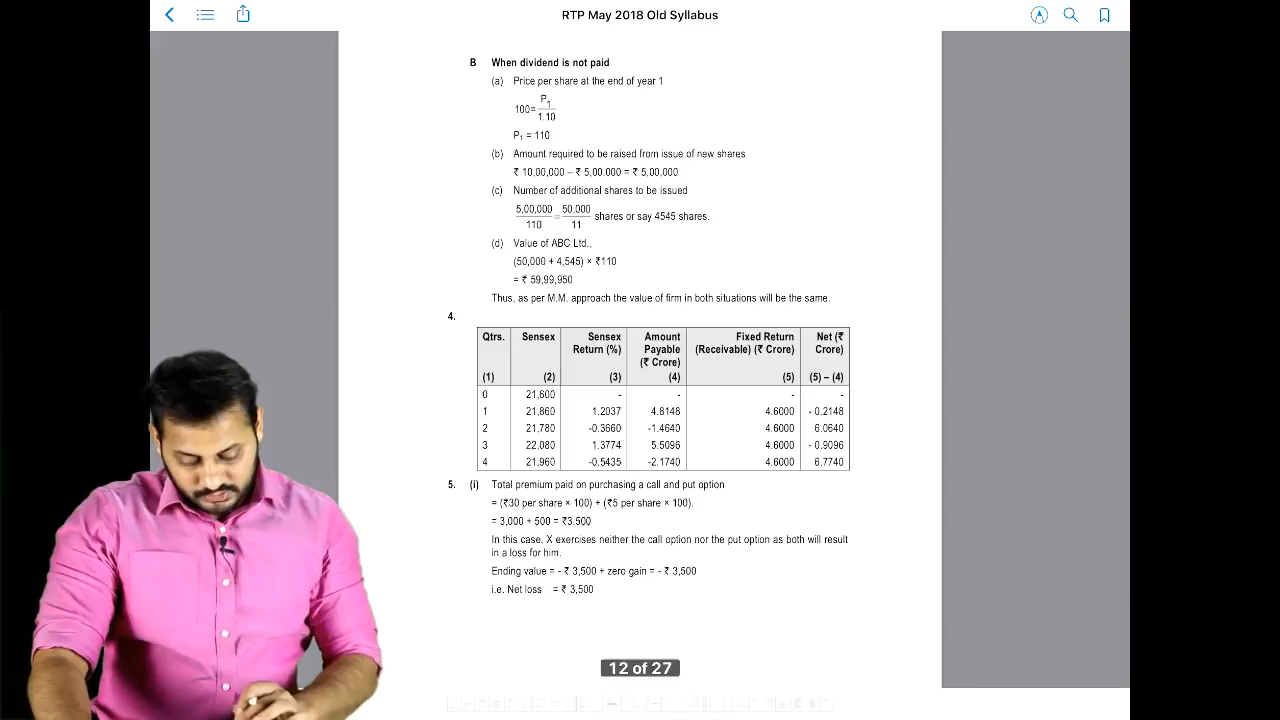 RTP May 2018 Old Syllabus
B When dividend is not paid
(a) Price per share at the end of year 1
100= P₁
1.10
P₁ = 110
(b) Amount required to be raised from issue of new shares
₹ 10,00,000 – ₹ 5,00.000 = ₹ 5,00,000
(c) Number of additional shares to be issued
5,00,000 = 50.000 shares or say 4545 shares.
110 11
(d) Value of ABC Ltd.,
(50,000 + 4,545) × ₹110
= ₹ 59,99,950
Thus, as per M.M. approach the value of firm in both situations will be the same.
4.
Qtrs. Sensex Sensex Amount Fixed Return Net (₹
Return (%) Payable (Receivable) (₹ Crore) Crore)
(₹ Crore)
(1) (2) (3) (4) (5) (5) – (4)
0 21,600 - - - -
1 21,860 1.2037 4.8148 4.6000 - 0.2148
2 21,780 -0.3660 -1.4640 4.6000 6.0640
3 22,080 1.3774 5.5096 4.6000 - 0.9096
4 21,960 -0.5435 -2.1740 4.6000 6.7740
5. (i) Total premium paid on purchasing a call and put option
= (₹30 per share × 100) + (₹5 per share × 100).
= 3,000 + 500 = ₹3.500
In this case, X exercises neither the call option nor the put option as both will result
in a loss for him.
Ending value = - ₹ 3,500 + zero gain = - ₹ 3,500
i.e. Net loss = ₹ 3,500
12 of 27